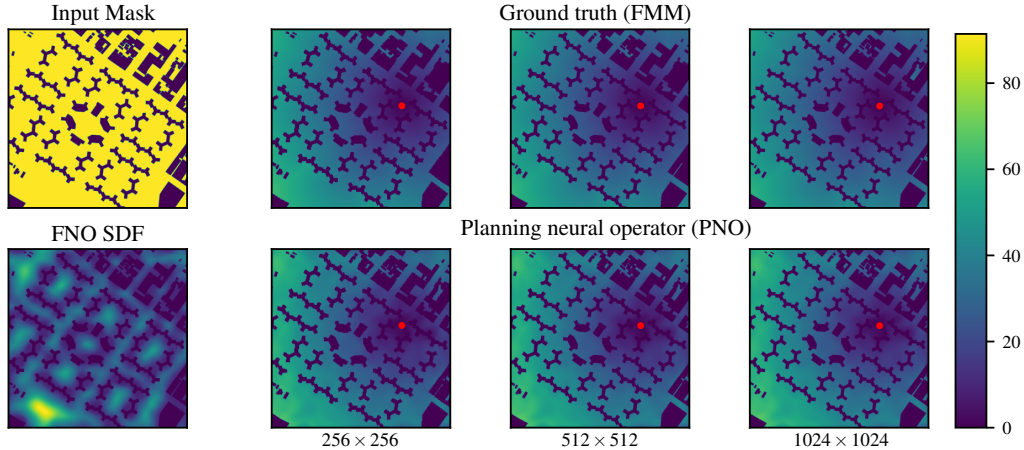 Input Mask
Ground truth (FMM)
FNO SDF
Planning neural operator (PNO)
256 × 256
512 × 512
1024 × 1024
80
60
40
20
0